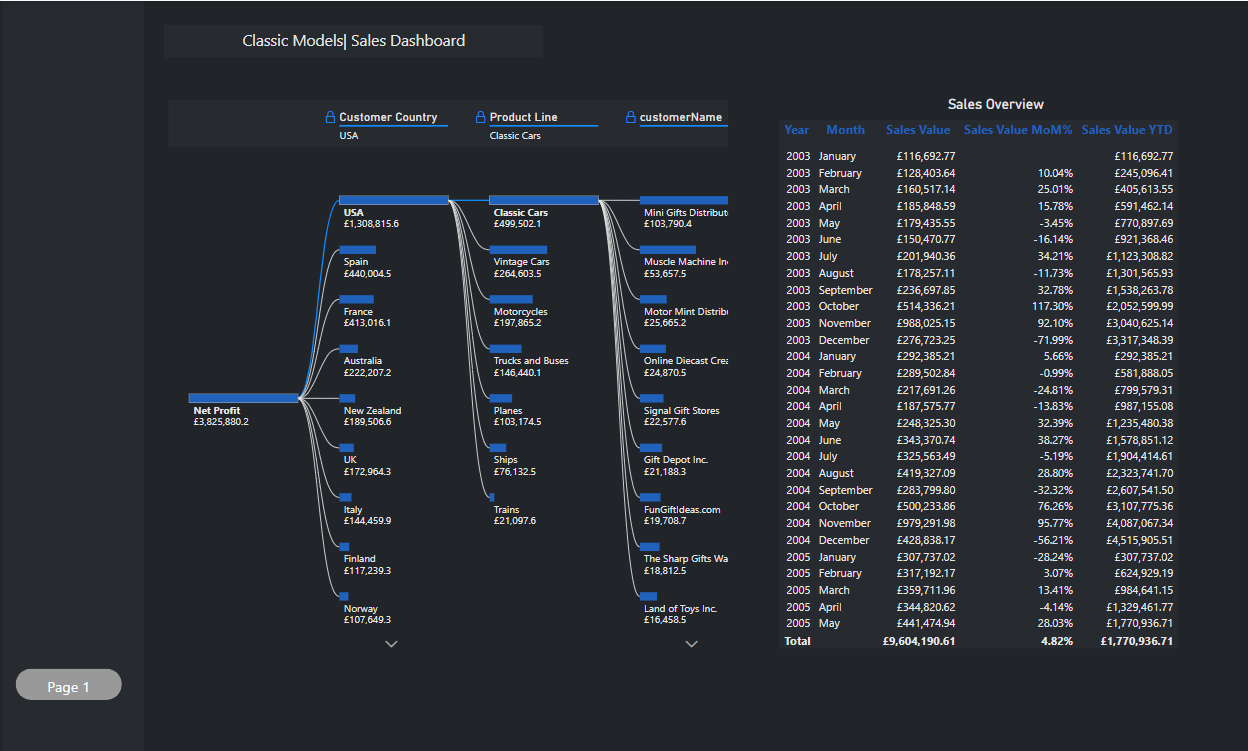 Classic Models| Sales Dashboard
Customer Country
USA
Product Line
Classic Cars
customerName
Net Profit
£3,825,880.2
USA
£1,308,815.6
Spain
£440,004.5
France
£413,016.1
Australia
£222,207.2
New Zealand
£189,506.6
UK
£172,964.3
Italy
£144,459.9
Finland
£117,239.3
Norway
£107,649.3
Classic Cars
£499,502.1
Vintage Cars
£264,603.5
Motorcycles
£197,865.2
Trucks and Buses
£146,440.1
Planes
£103,174.5
Ships
£76,132.5
Trains
£21,097.6
Mini Gifts Distribut
£103,790.4
Muscle Machine In
£53,657.5
Motor Mint Distrib
£25,665.2
Online Diecast Crea
£24,870.5
Signal Gift Stores
£22,577.6
Gift Depot Inc.
£21,188.3
FunGiftIdeas.com
£19,708.7
The Sharp Gifts Wa
£18,812.5
Land of Toys Inc.
£16,458.5
Sales Overview
Year Month Sales Value Sales Value MoM% Sales Value YTD
2003 January £116,692.77 £116,692.77
2003 February £128,403.64 10.04% £245,096.41
2003 March £160,517.14 25.01% £405,613.55
2003 April £185,848.59 15.78% £591,462.14
2003 May £179,435.55 -3.45% £770,897.69
2003 June £150,470.77 -16.14% £921,368.46
2003 July £201,940.36 34.21% £1,123,308.82
2003 August £178,257.11 -11.73% £1,301,565.93
2003 September £236,697.85 32.78% £1,538,263.78
2003 October £514,336.21 117.30% £2,052,599.99
2003 November £988,025.15 92.10% £3,040,625.14
2003 December £276,723.25 -71.99% £3,317,348.39
2004 January £292,385.21 5.66% £292,385.21
2004 February £289,502.84 -0.99% £581,888.05
2004 March £217,691.26 -24.81% £799,579.31
2004 April £187,575.77 -13.83% £987,155.08
2004 May £248,325.30 32.39% £1,235,480.38
2004 June £343,370.74 38.27% £1,578,851.12
2004 July £325,563.49 -5.19% £1,904,414.61
2004 August £419,327.09 28.80% £2,323,741.70
2004 September £283,799.80 -32.32% £2,607,541.50
2004 October £500,233.86 76.26% £3,107,775.36
2004 November £979,291.98 95.77% £4,087,067.34
2004 December £428,838.17 -56.21% £4,515,905.51
2005 January £307,737.02 -28.24% £307,737.02
2005 February £317,192.17 3.07% £624,929.19
2005 March £359,711.96 13.41% £984,641.15
2005 April £344,820.62 -4.14% £1,329,461.77
2005 May £441,474.94 28.03% £1,770,936.71
Total £9,604,190.61 4.82% £1,770,936.71
Page 1